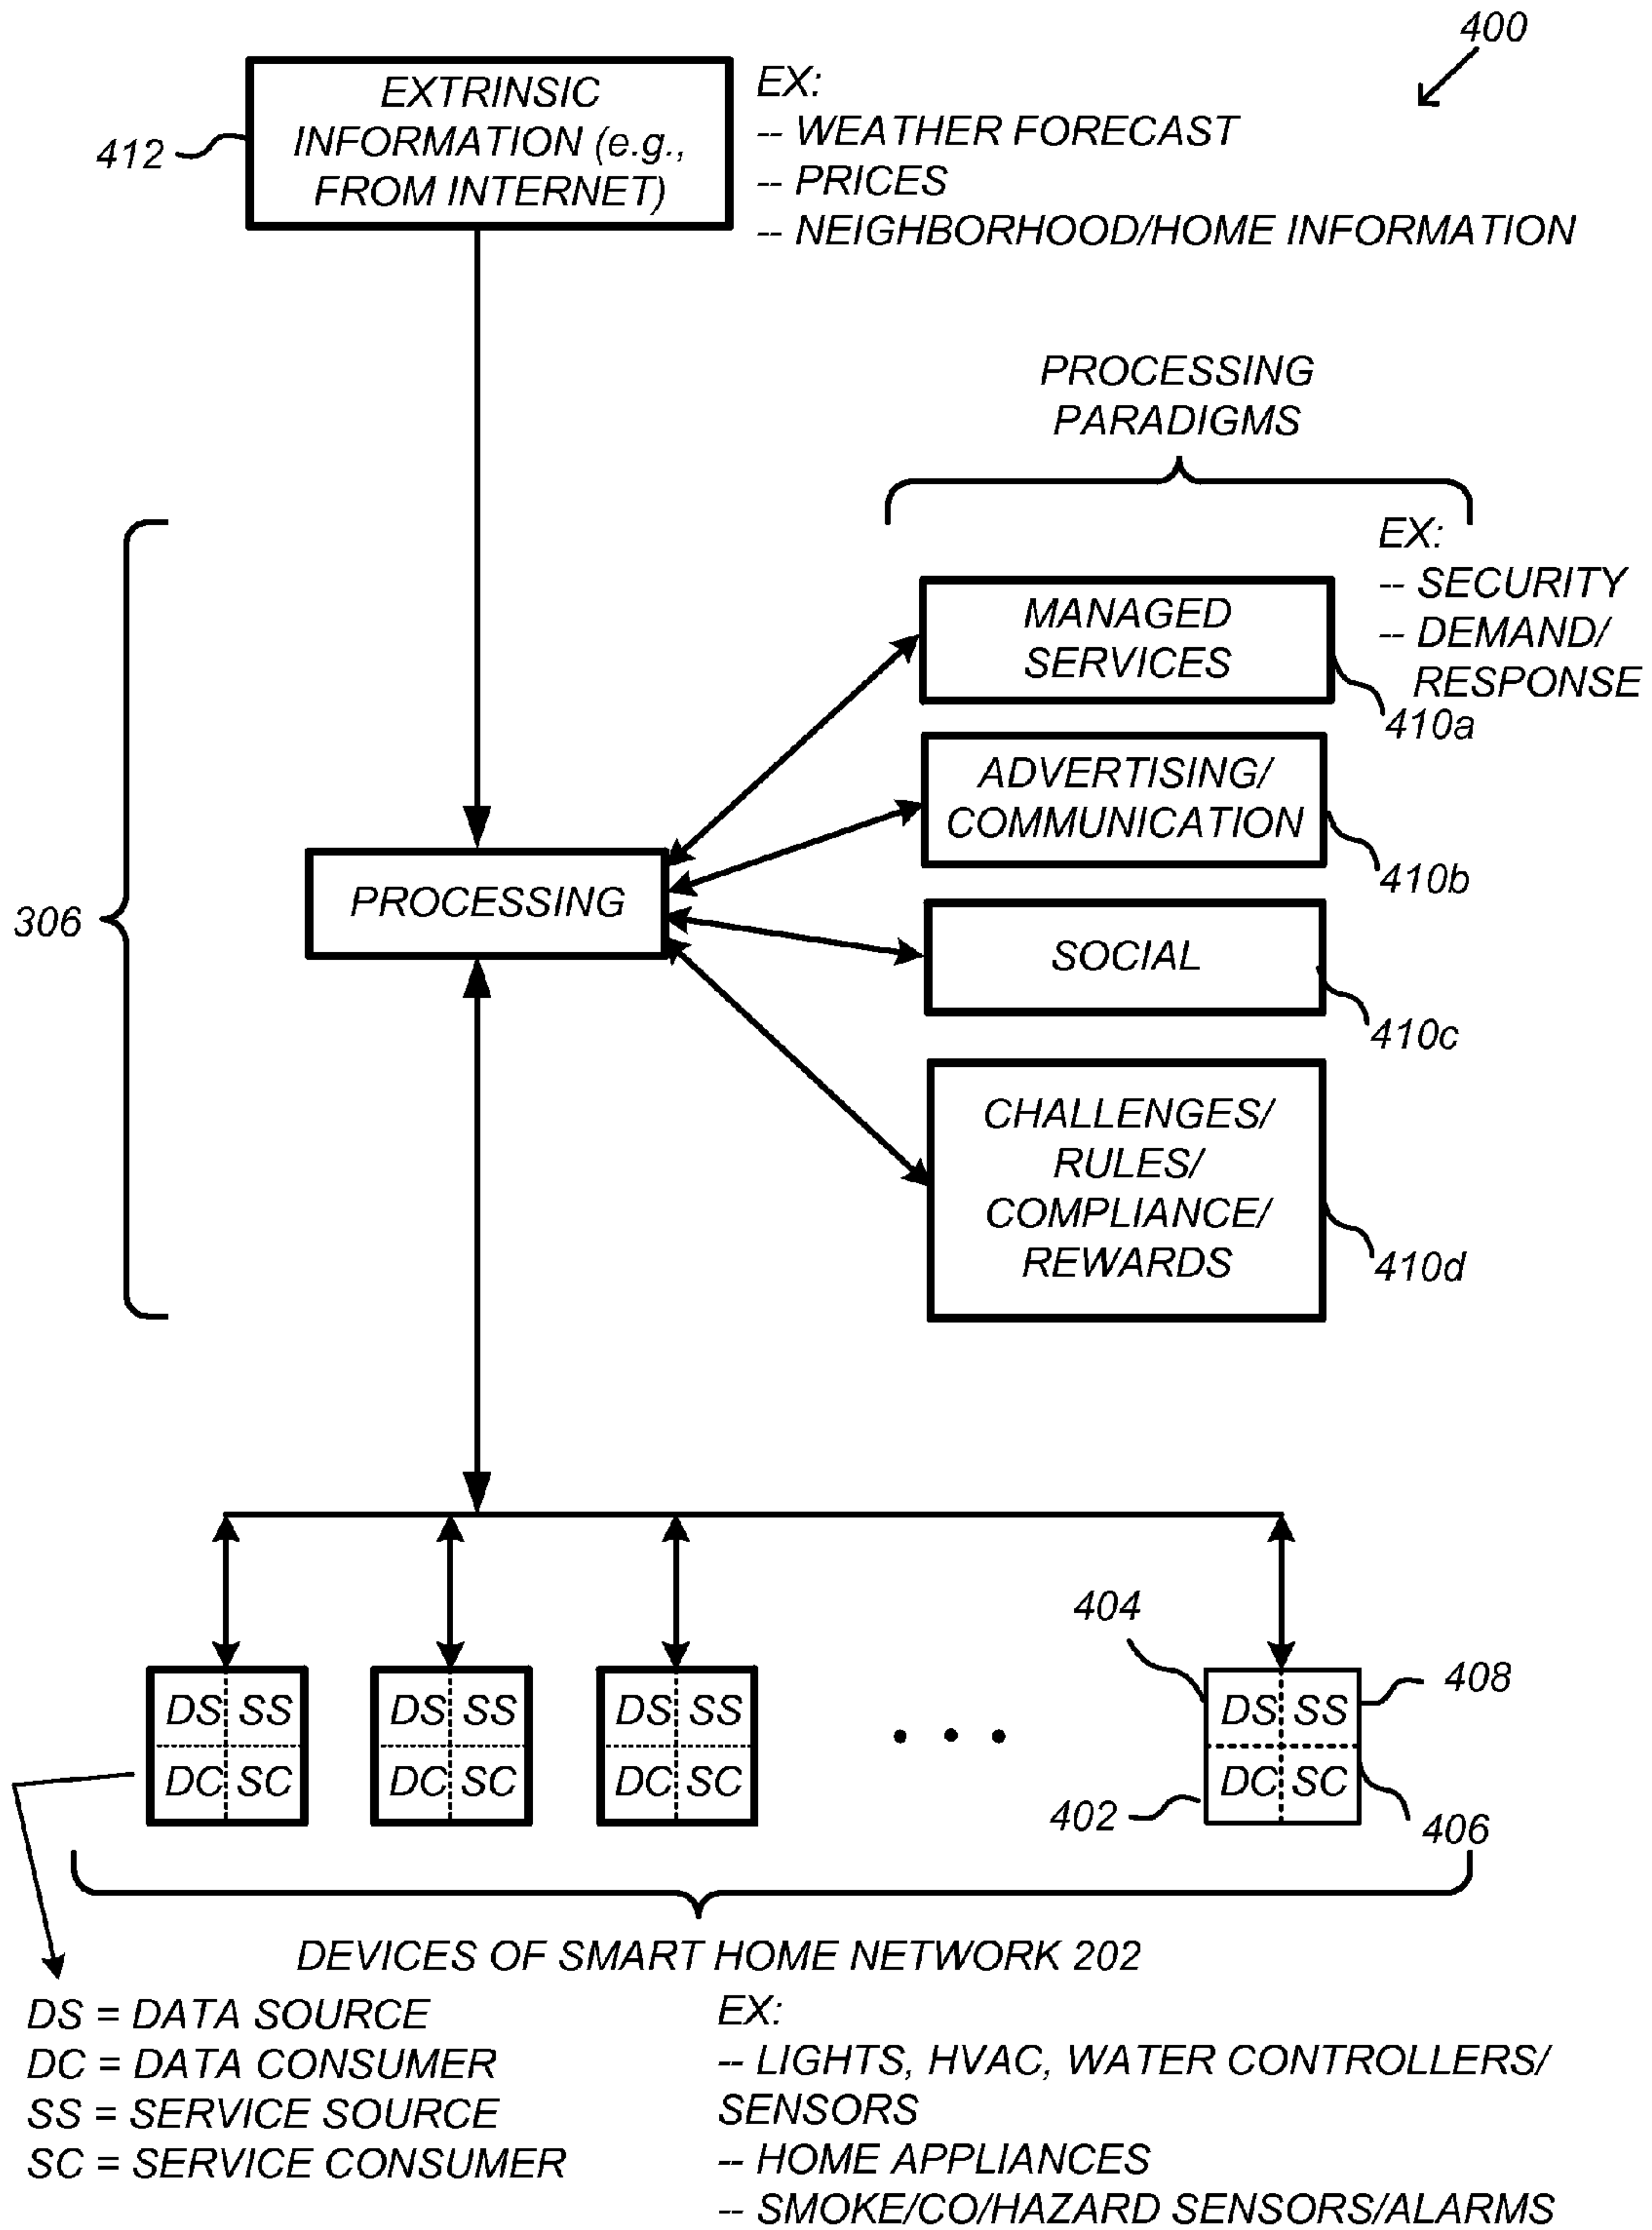 400
EXTRINSIC
INFORMATION (e.g.,
FROM INTERNET)
412
EX:
-- WEATHER FORECAST
-- PRICES
-- NEIGHBORHOOD/HOME INFORMATION
PROCESSING
PARADIGMS
EX:
-- SECURITY
-- DEMAND/
RESPONSE
MANAGED
SERVICES
410a
ADVERTISING/
COMMUNICATION
410b
306
PROCESSING
SOCIAL
410c
CHALLENGES/
RULES/
COMPLIANCE/
REWARDS
410d
404
408
DS SS
DC SC
DS SS
DC SC
DS SS
DC SC
DS SS
DC SC
402
406
DEVICES OF SMART HOME NETWORK 202
DS = DATA SOURCE
DC = DATA CONSUMER
SS = SERVICE SOURCE
SC = SERVICE CONSUMER
EX:
-- LIGHTS, HVAC, WATER CONTROLLERS/
SENSORS
-- HOME APPLIANCES
-- SMOKE/CO/HAZARD SENSORS/ALARMS